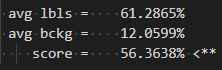 avg lbls = 61.2865%
avg bckg = 12.0599%
score = 56.3638% <**